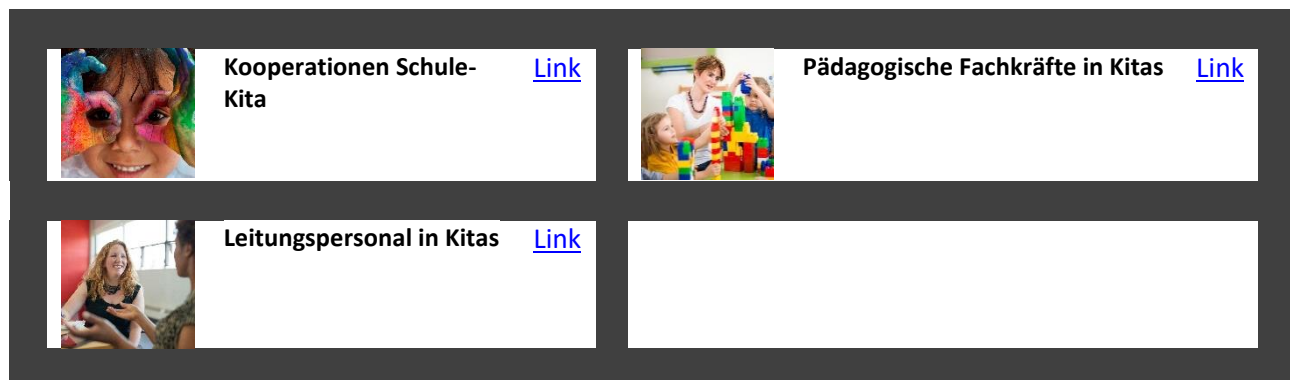 Kooperationen Schule-
Kita
Link
Pädagogische Fachkräfte in Kitas
Link
Leitungspersonal in Kitas
Link